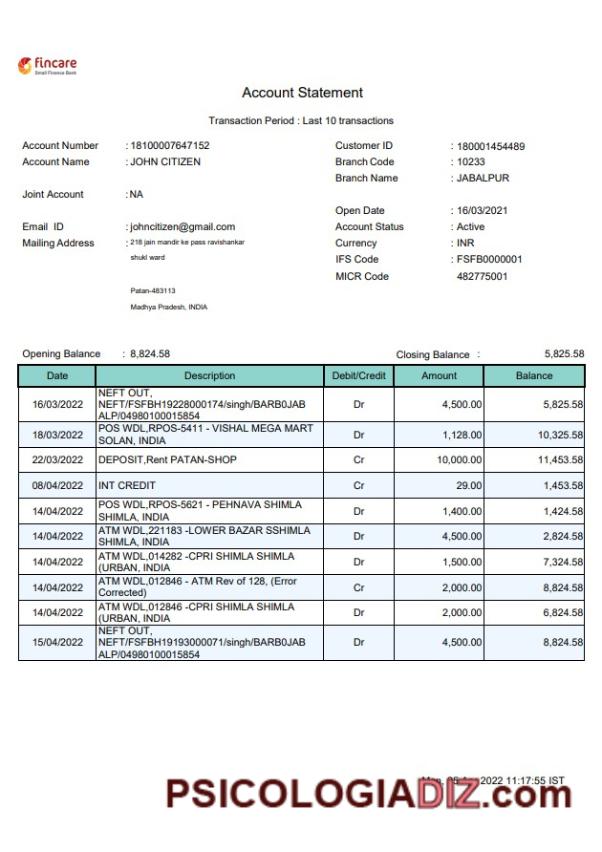 fincare
Small Finance Bank
Account Statement
Transaction Period : Last 10 transactions
Account Number : 18100007647152
Account Name : JOHN CITIZEN
Joint Account : NA
Email ID : johncitizen@gmail.com
Mailing Address : 218 jain mandir ke pass ravishankar
shukl ward
Patan-483113
Madhya Pradesh, INDIA
Customer ID : 180001454489
Branch Code : 10233
Branch Name : JABALPUR
Open Date : 16/03/2021
Account Status : Active
Currency : INR
IFS Code : FSFB0000001
MICR Code 482775001
Opening Balance : 8,824.58 Closing Balance : 5,825.58
Date Description Debit/Credit Amount Balance
NEFT OUT,
16/03/2022 NEFT/FSFBH19228000174/singh/BARB0JAB Dr 4,500.00 5,825.58
ALP/04980100015854
18/03/2022 POS WDL,RPOS-5411 - VISHAL MEGA MART Dr 1,128.00 10,325.58
SOLAN, INDIA
22/03/2022 DEPOSIT,Rent PATAN-SHOP Cr 10,000.00 11,453.58
08/04/2022 INT CREDIT Cr 29.00 1,453.58
14/04/2022 POS WDL,RPOS-5621 - PEHNAVA SHIMLA Dr 1,400.00 1,424.58
SHIMLA, INDIA
14/04/2022 ATM WDL,221183 -LOWER BAZAR SSHIMLA Dr 4,500.00 2,824.58
SHIMLA, INDIA
14/04/2022 ATM WDL,014282 -CPRI SHIMLA SHIMLA Dr 1,500.00 7,324.58
(URBAN, INDIA
14/04/2022 ATM WDL,012846 - ATM Rev of 128, (Error Cr 2,000.00 8,824.58
Corrected)
14/04/2022 ATM WDL,012846 -CPRI SHIMLA SHIMLA Dr 2,000.00 6,824.58
(URBAN, INDIA
NEFT OUT,
15/04/2022 NEFT/FSFBH19193000071/singh/BARB0JAB Dr 4,500.00 8,824.58
ALP/04980100015854
2022 11:17:55 IST
PSICOLOGIADIZ.com